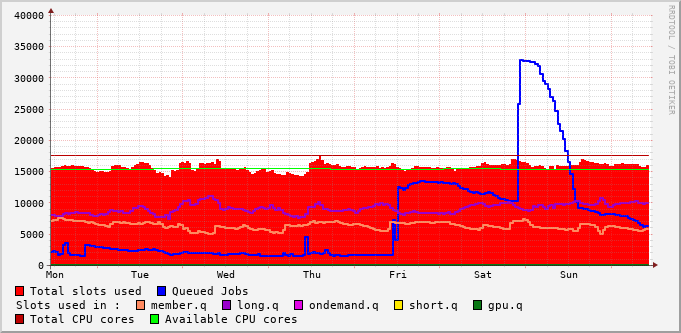 40000
35000
30000
25000
20000
15000
10000
5000
0
Mon Tue Wed Thu Fri Sat Sun
Total slots used Queued Jobs
Slots used in : member.q long.q ondemand.q short.q gpu.q
Total CPU cores Available CPU cores
RRDTOOL / TOBI OETIKER